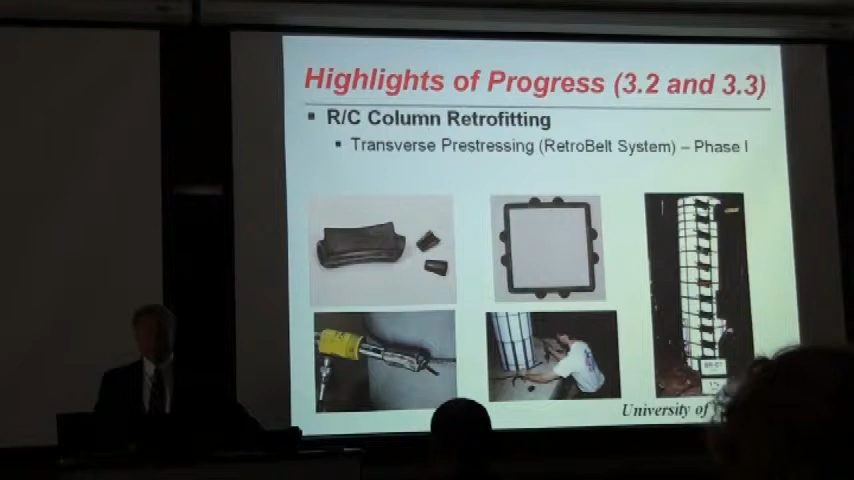 Highlights of Progress (3.2 and 3.3)
▪ R/C Column Retrofitting
▪ Transverse Prestressing (RetroBelt System) – Phase I
University of